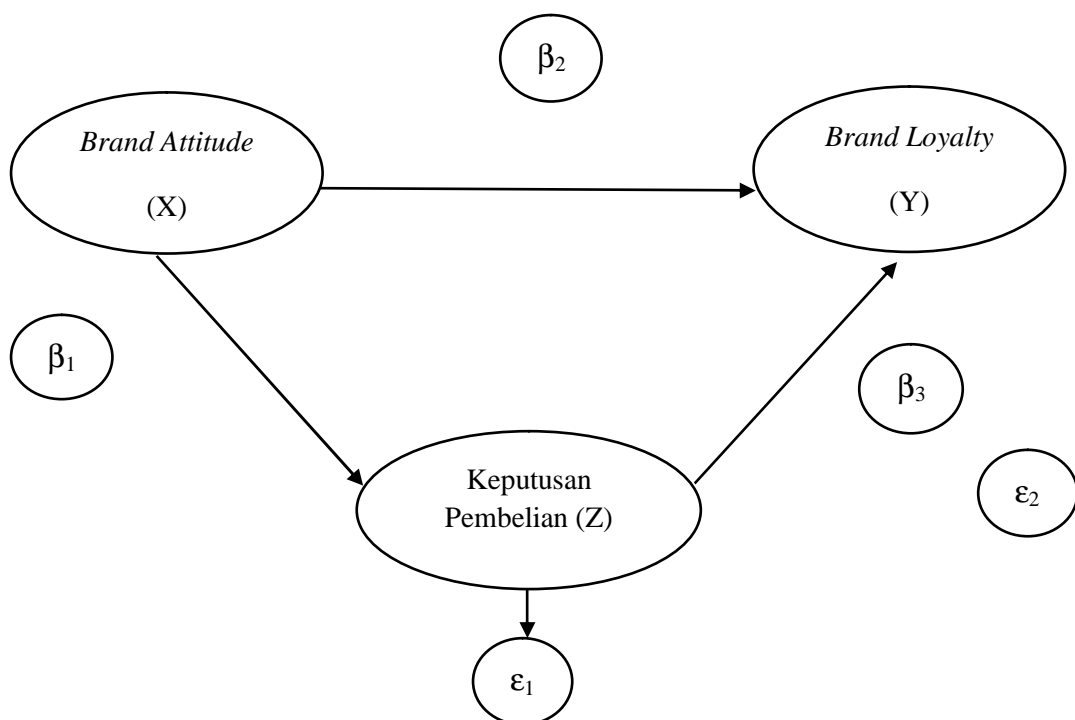 β₂
Brand Attitude
(X)
Brand Loyalty
(Y)
β₁
β₃
Keputusan
Pembelian (Z)
ε₂
ε₁